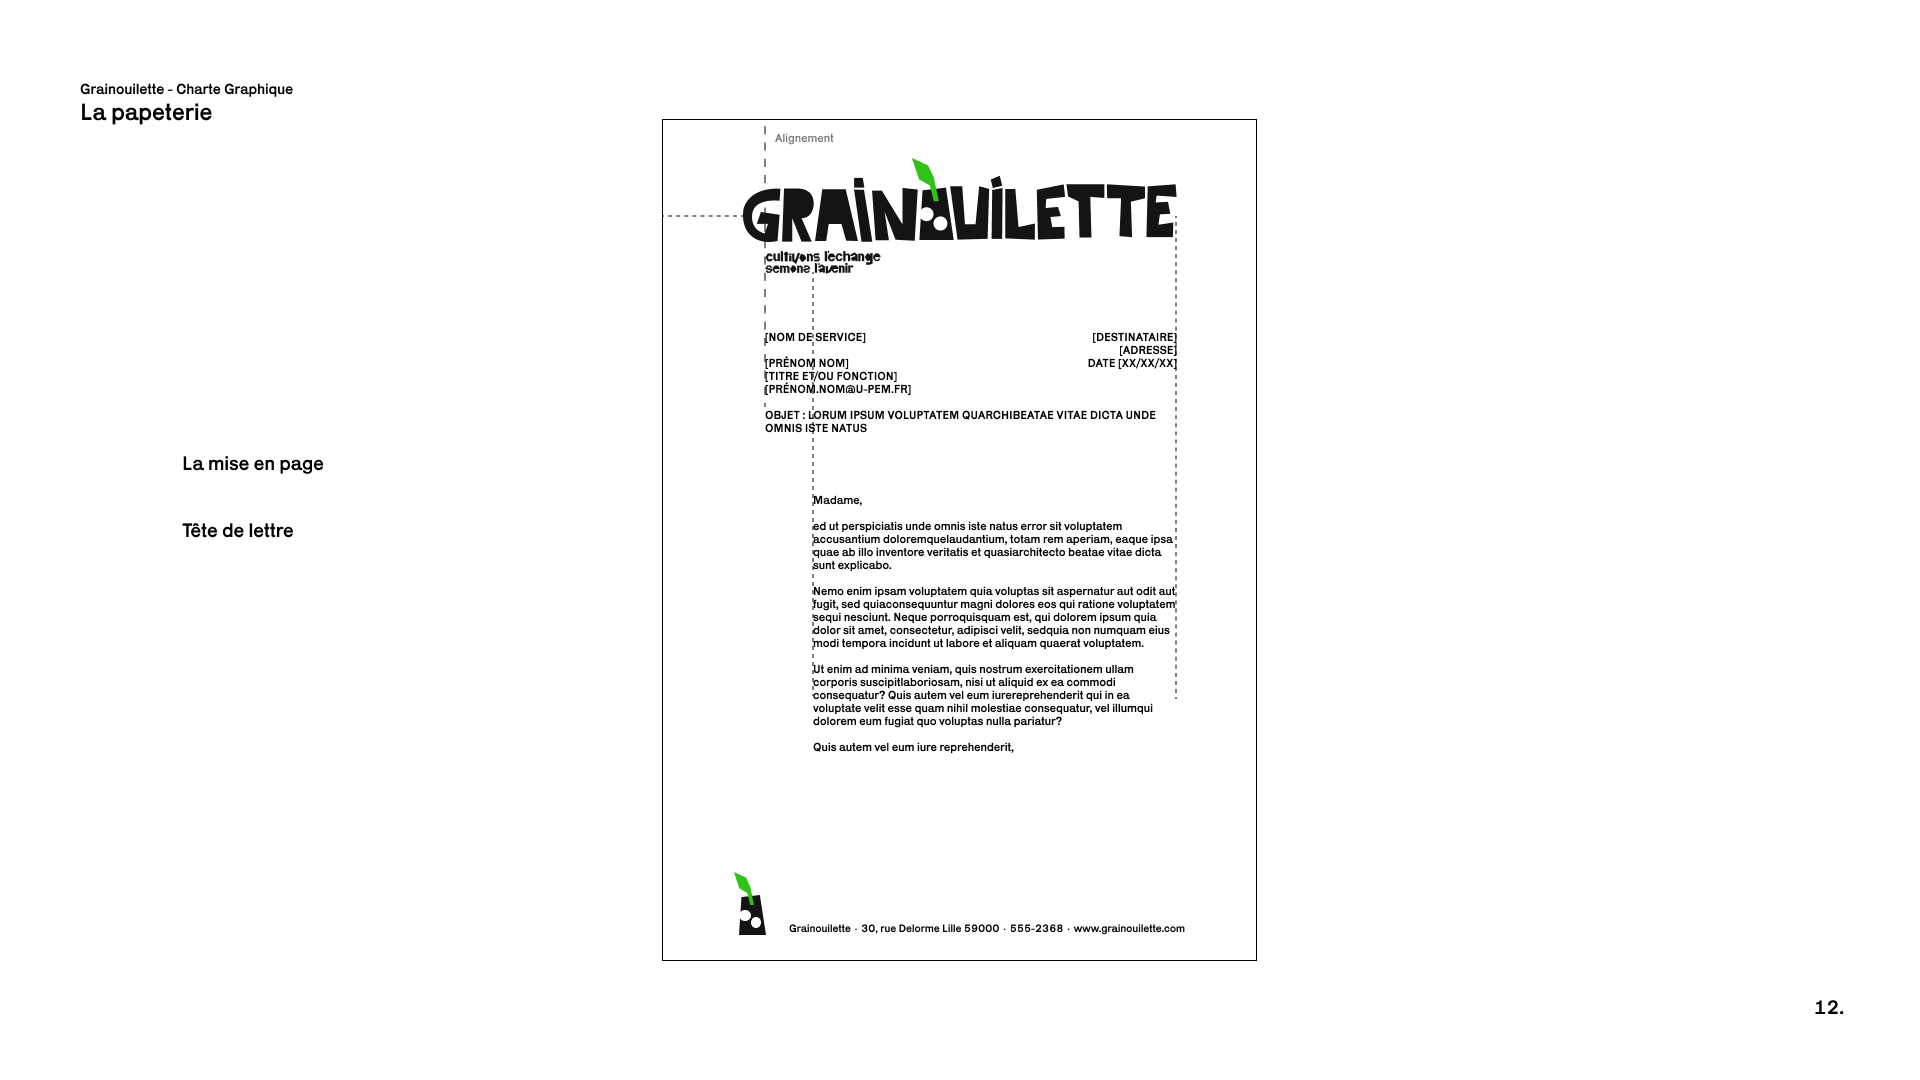 Grainouilette - Charte Graphique
La papeterie
La mise en page
Tête de lettre
Alignement
GRAINOUILETTE
cultivons l'échange
semons l'avenir
[NOM DE SERVICE]
[PRÉNOM NOM]
[TITRE ET/OU FONCTION]
[PRÉNOM.NOM@U-PEM.FR]
[DESTINATAIRE]
[ADRESSE]
DATE [XX/XX/XX]
OBJET : LORUM IPSUM VOLUPTATEM QUARCHIBEATAE VITAE DICTA UNDE
OMNIS ISTE NATUS
Madame,
ed ut perspiciatis unde omnis iste natus error sit voluptatem
accusantium doloremquelaudantium, totam rem aperiam, eaque ipsa
quae ab illo inventore veritatis et quasiarchitecto beatae vitae dicta
sunt explicabo.
Nemo enim ipsam voluptatem quia voluptas sit aspernatur aut odit aut
fugit, sed quiaconsequuntur magni dolores eos qui ratione voluptatem
sequi nesciunt. Neque porroquisquam est, qui dolorem ipsum quia
dolor sit amet, consectetur, adipisci velit, sedquia non numquam eius
modi tempora incidunt ut labore et aliquam quaerat voluptatem.
Ut enim ad minima veniam, quis nostrum exercitationem ullam
corporis suscipitlaboriosam, nisi ut aliquid ex ea commodi
consequatur? Quis autem vel eum iurereprehenderit qui in ea
voluptate velit esse quam nihil molestiae consequatur, vel illumqui
dolorem eum fugiat quo voluptas nulla pariatur?
Quis autem vel eum iure reprehenderit,
Grainouilette · 30, rue Delorme Lille 59000 · 555-2368 · www.grainouilette.com
12.